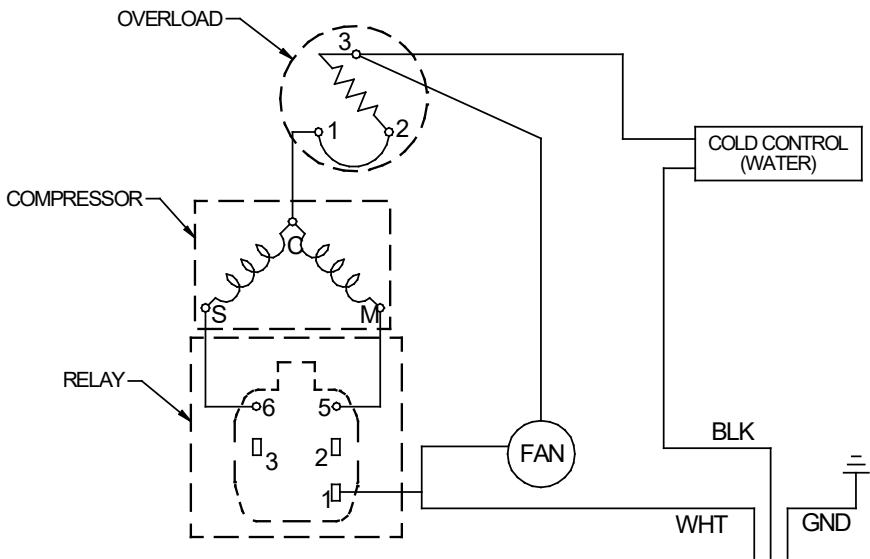 OVERLOAD
3
1
2
COLD CONTROL
(WATER)
COMPRESSOR
C
S
M
RELAY
6
5
3
2
1
FAN
BLK
WHT
GND